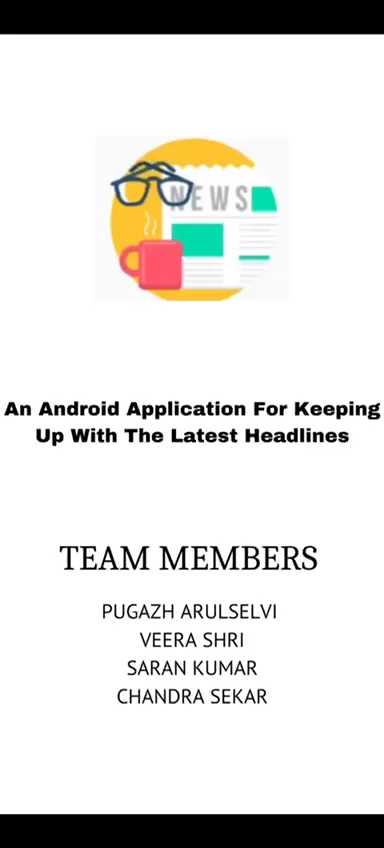 NEWS
An Android Application For Keeping
Up With The Latest Headlines
TEAM MEMBERS
PUGAZH ARULSELVI
VEERA SHRI
SARAN KUMAR
CHANDRA SEKAR